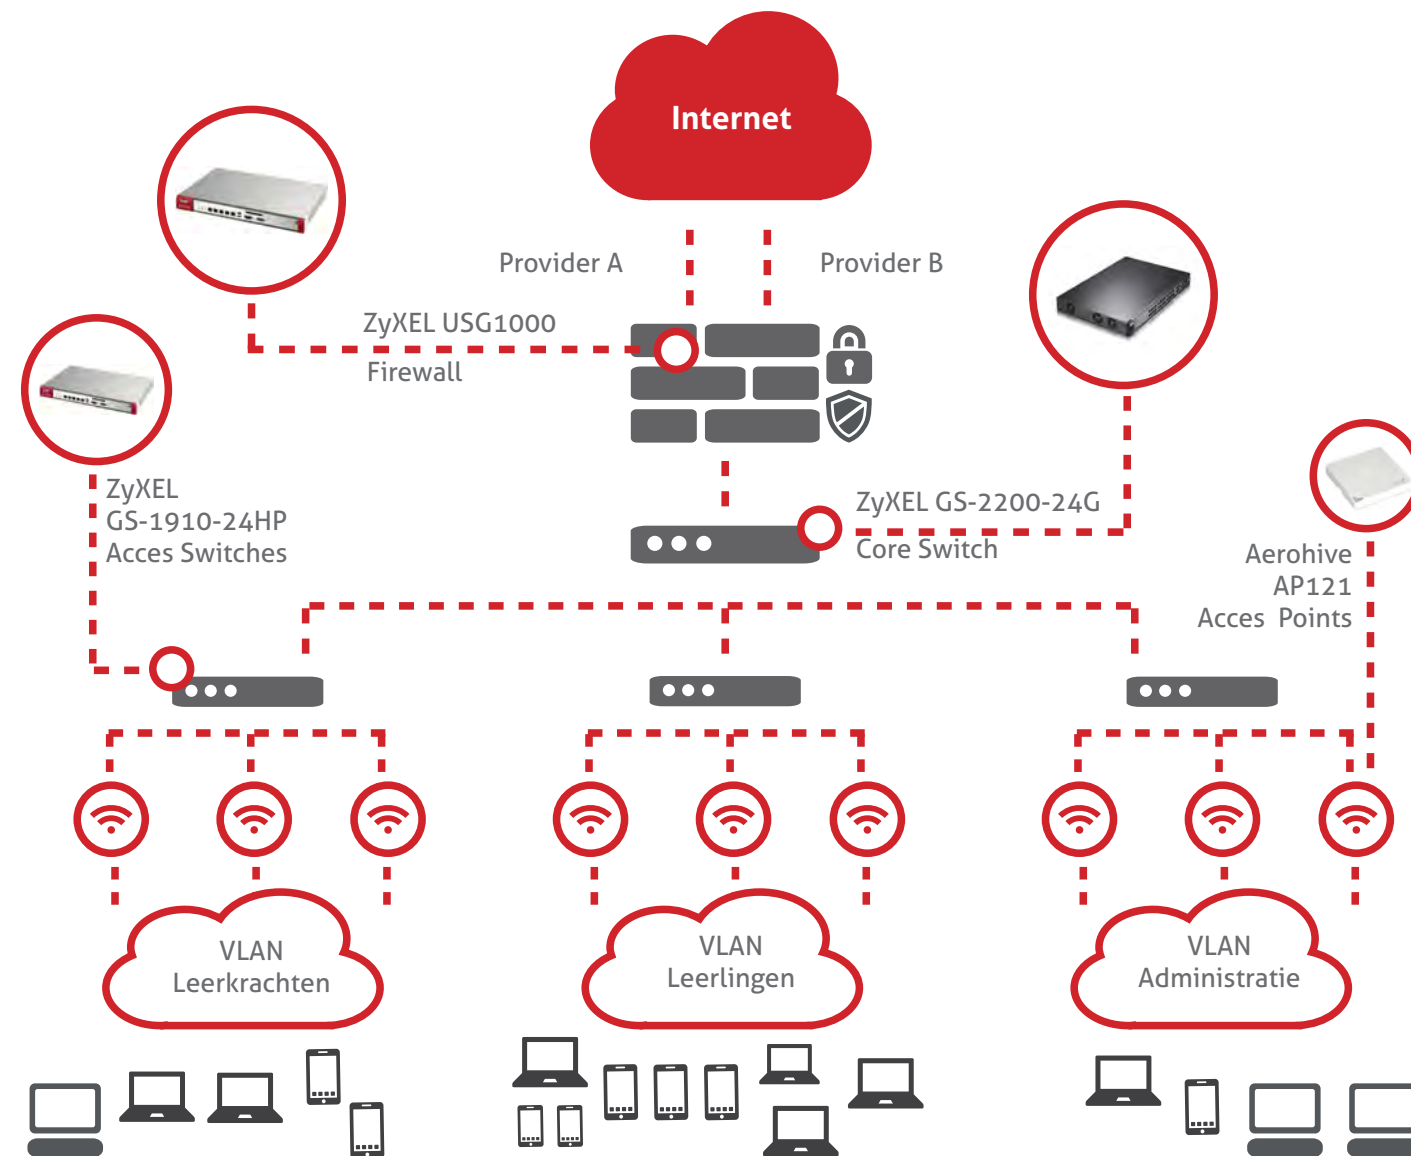 Internet
Provider A
Provider B
ZyXEL USG1000
Firewall
ZyXEL
GS-1910-24HP
Acces Switches
ZyXEL GS-2200-24G
Core Switch
Aerohive
AP121
Acces Points
VLAN
Leerkrachten
VLAN
Leerlingen
VLAN
Administratie